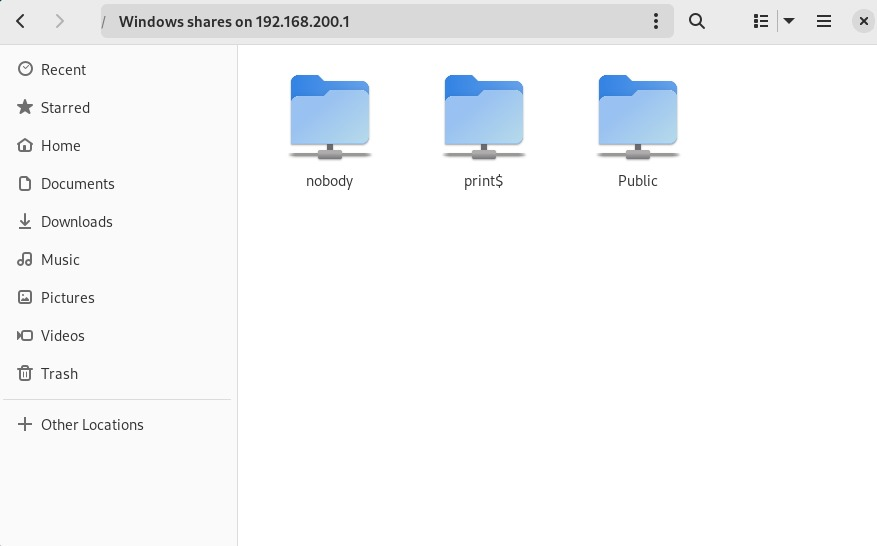 / Windows shares on 192.168.200.1
Recent
Starred
Home
Documents
Downloads
Music
Pictures
Videos
Trash
Other Locations
nobody
print$
Public